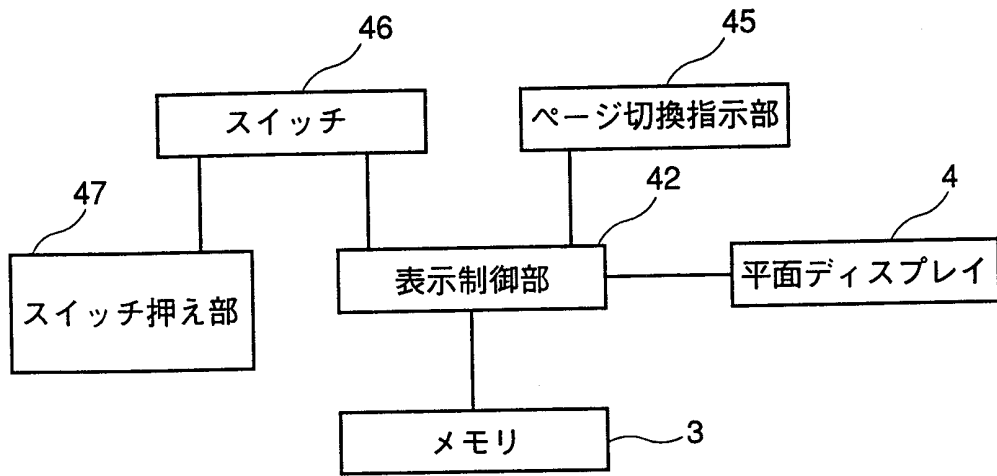 46
スイッチ
45
ページ切換指示部
47
スイッチ押え部
42
表示制御部
4
平面ディスプレイ
メモリ
3